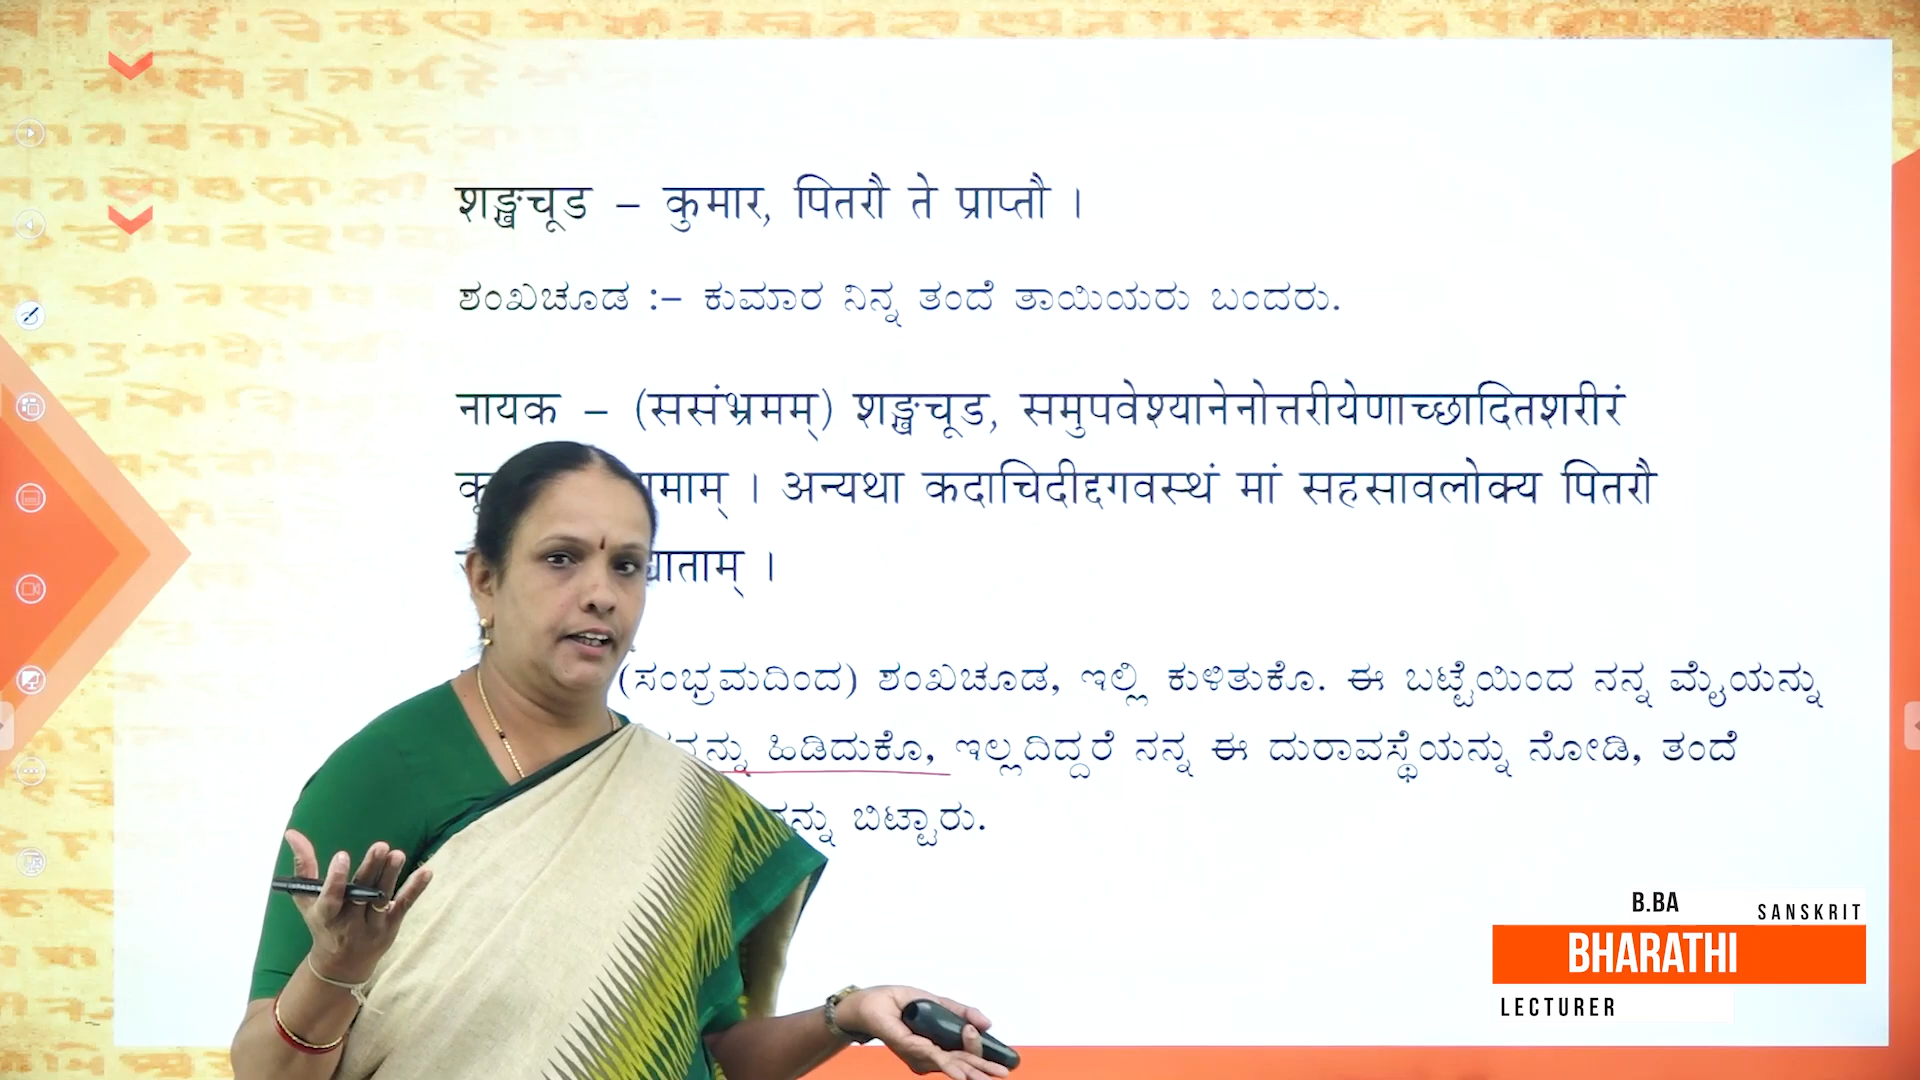 शङ्खचूड – कुमार, पितरौ ते प्राप्तौ ।
ಶಂಖಚೂಡ :– ಕುಮಾರ ನಿನ್ನ ತಂದೆ ತಾಯಿಯರು ಬಂದರು.
नायक – (ससंभ्रमम्) शङ्खचूड, समुपवेश्यानेनोत्तरीयेणाच्छादितशरीरं
। अन्यथा कदाचिदीदृगवस्थं मां सहसावलोक्य पितरौ
।
(ಸಂಭ್ರಮದಿಂದ) ಶಂಖಚೂಡ, ಇಲ್ಲಿ ಕುಳಿತುಕೊ. ಈ ಬಟ್ಟೆಯಿಂದ ನನ್ನ ಮೈಯನ್ನು
ಹಿಡಿದುಕೊ, ಇಲ್ಲದಿದ್ದರೆ ನನ್ನ ಈ ದುರಾವಸ್ಥೆಯನ್ನು ನೋಡಿ, ತಂದೆ
ಬಿಟ್ಟಾರು.
B.BA
SANSKRIT
BHARATHI
LECTURER